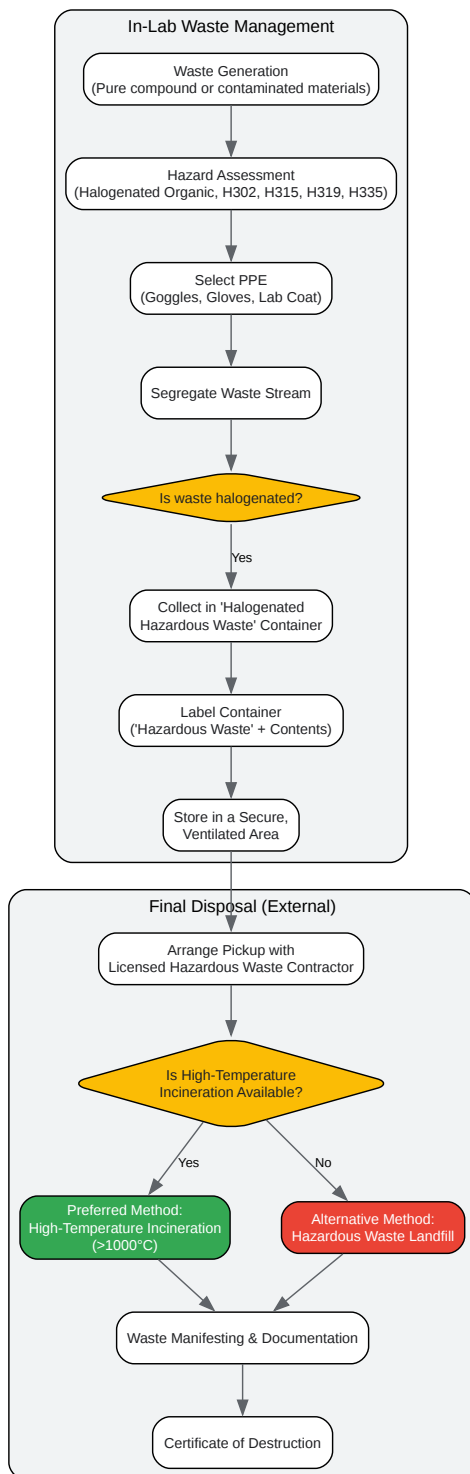 In-Lab Waste Management
Waste Generation
(Pure compound or contaminated materials)
Hazard Assessment
(Halogenated Organic, H302, H315, H319, H335)
Select PPE
(Goggles, Gloves, Lab Coat)
Segregate Waste Stream
Is waste halogenated?
Yes
Collect in 'Halogenated
Hazardous Waste' Container
Label Container
('Hazardous Waste' + Contents)
Store in a Secure,
Ventilated Area
Final Disposal (External)
Arrange Pickup with
Licensed Hazardous Waste Contractor
Is High-Temperature
Incineration Available?
Yes
No
Preferred Method:
High-Temperature Incineration
(>1000°C)
Alternative Method:
Hazardous Waste Landfill
Waste Manifesting & Documentation
Certificate of Destruction